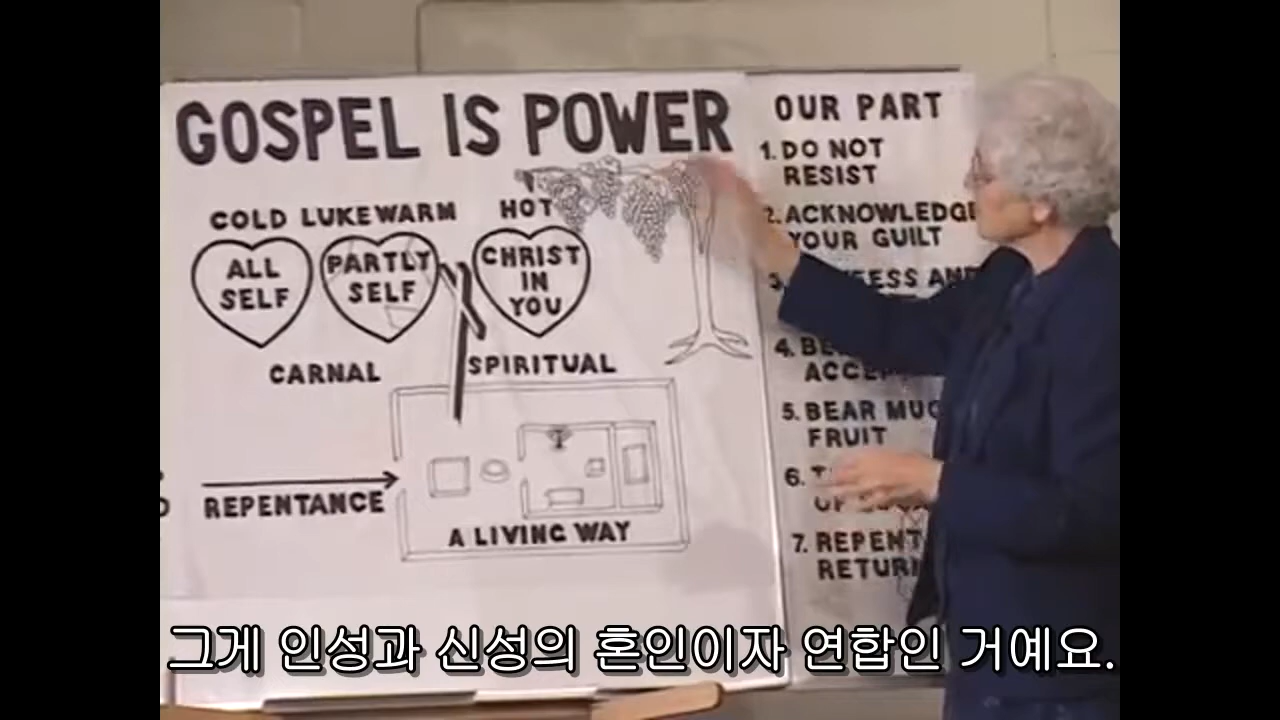 GOSPEL IS POWER
COLD LUKEWARM HOT
ALL
SELF
PARTLY
SELF
CHRIST
IN
YOU
CARNAL
SPIRITUAL
REPENTANCE
A LIVING WAY
OUR PART
1. DO NOT
RESIST
2. ACKNOWLEDGE
YOUR GUILT
4.
5. BEAR
FRUIT
6.
7. REPENT
그게 인성과 신성의 혼인이자 연합인 거예요.